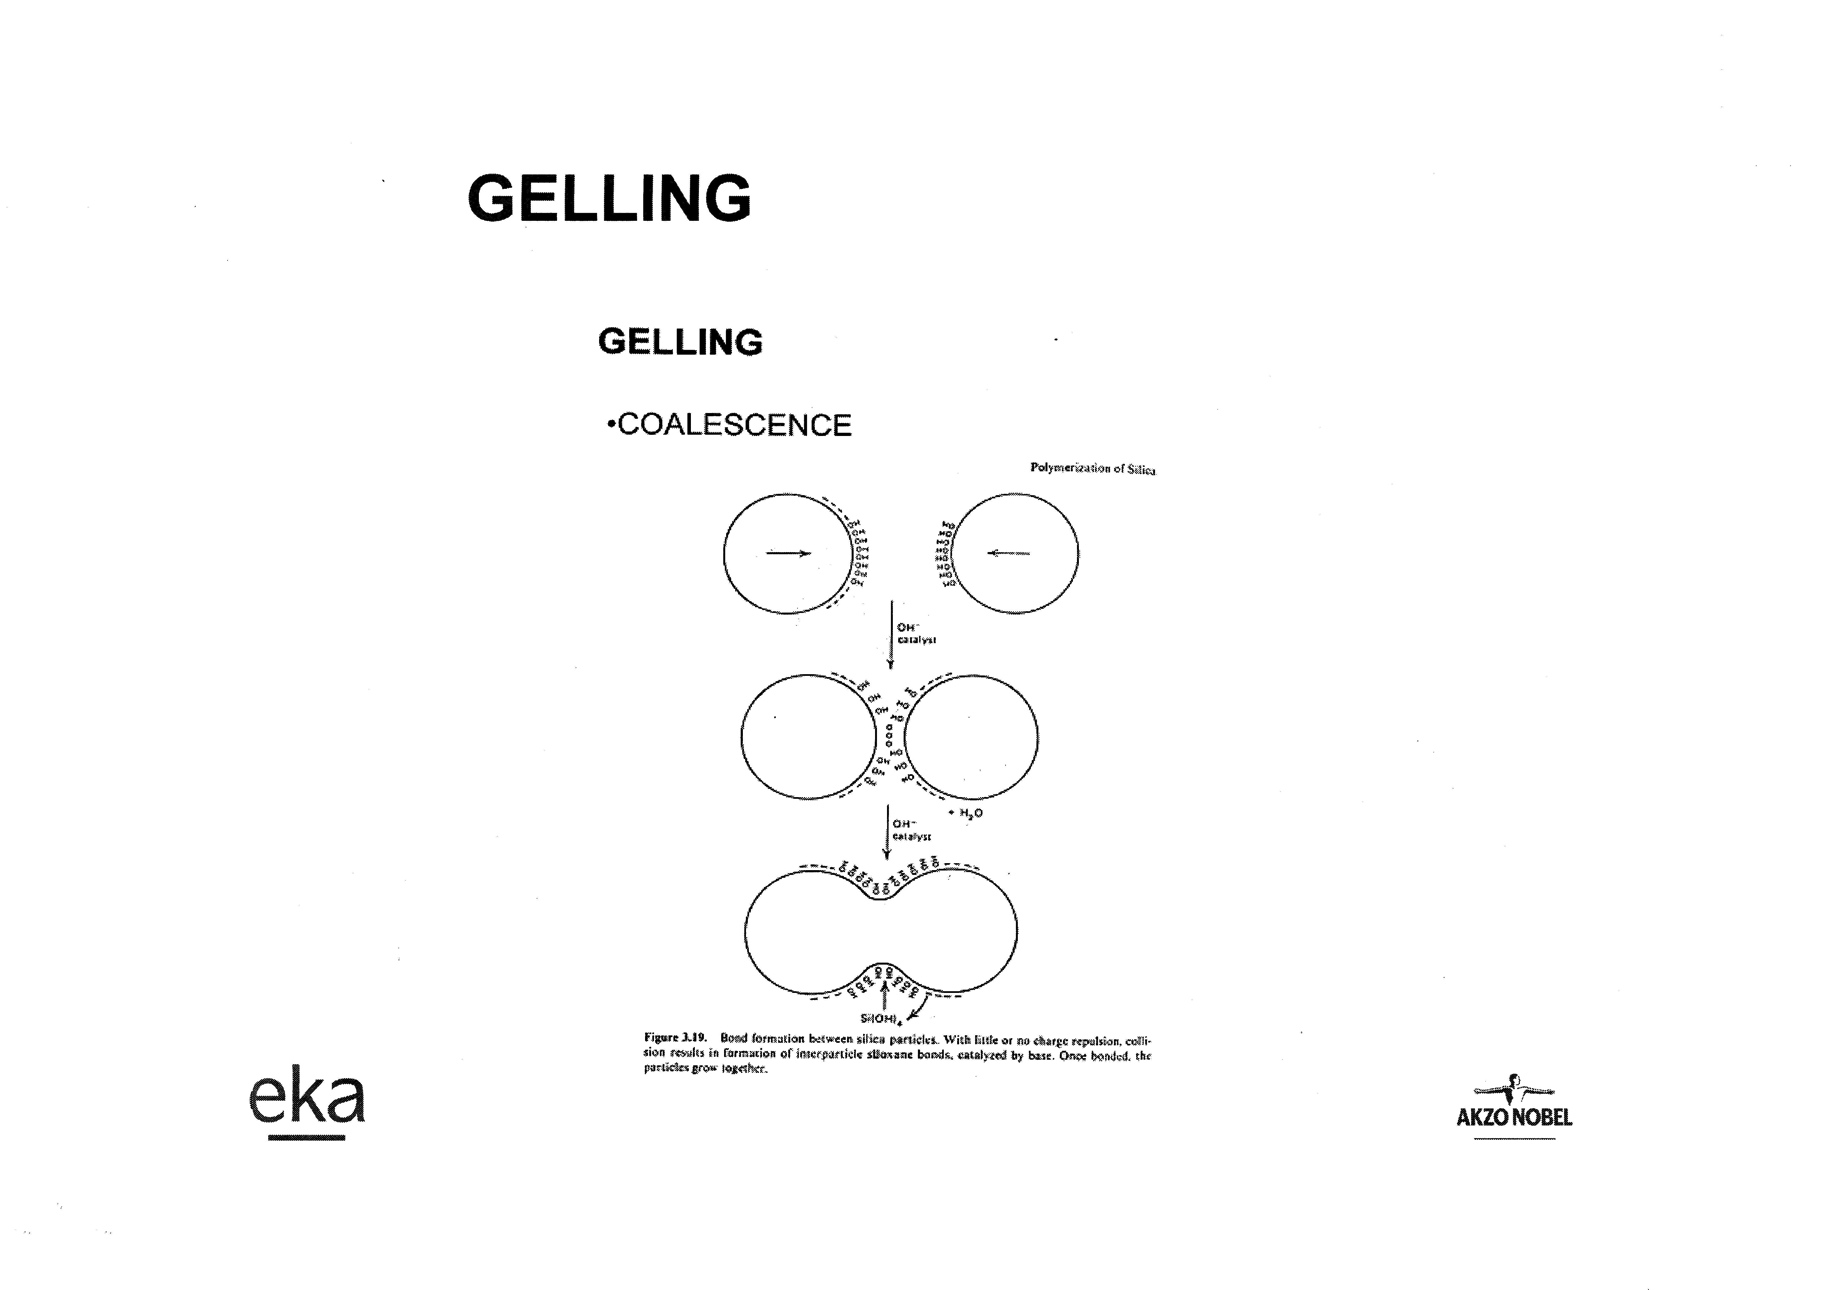 GELLING
GELLING
•COALESCENCE
Polymerization of Silica
OH⁻
catalyst
+ H₂O
OH⁻
catalyst
Si(OH)₄
Figure 3.19. Bond formation between silica particles. With little or no charge repulsion, colli-
sion results in formation of interparticle siloxane bonds, catalyzed by base. Once bonded, the
particles grow together.
eka
AKZO NOBEL